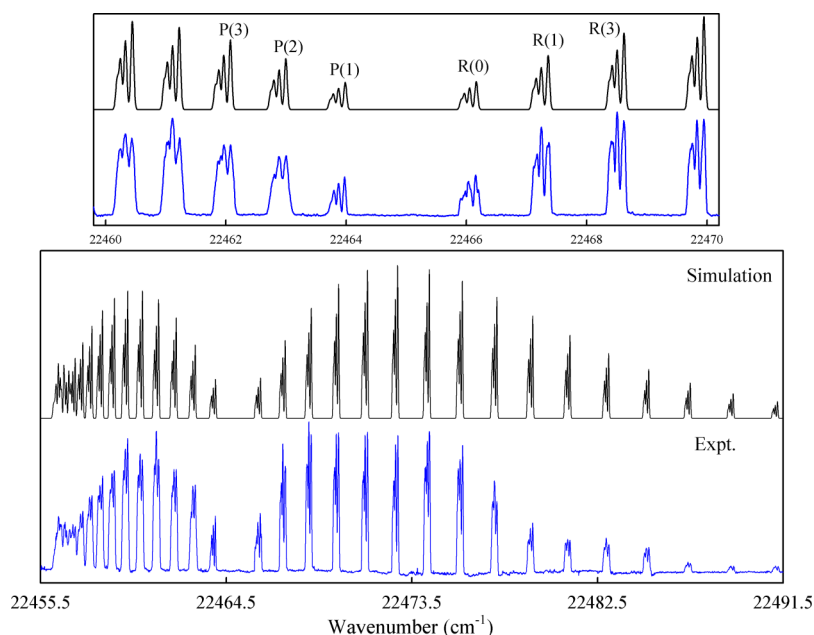 P(3) P(2) P(1) R(0) R(1) R(3)
22460 22462 22464 22466 22468 22470
Simulation
Expt.
22455.5 22464.5 22473.5 22482.5 22491.5
Wavenumber (cm⁻¹)